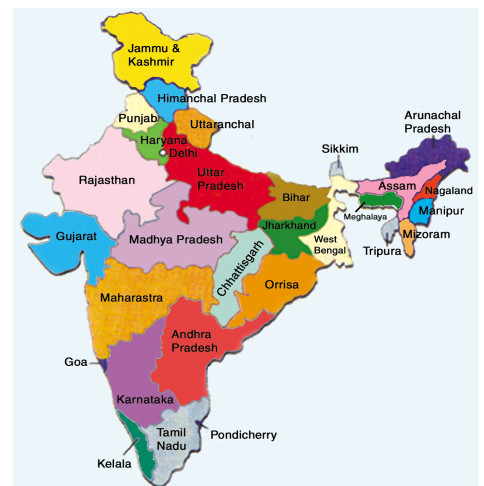 Jammu &
Kashmir
Himanchal Pradesh
Punjab
Uttaranchal
Haryana
Delhi
Arunachal
Pradesh
Sikkim
Rajasthan
Uttar
Pradesh
Assam
Nagaland
Bihar
Meghalaya
Manipur
Gujarat
Madhya Pradesh
Jharkhand
West
Bengal
Mizoram
Tripura
Chhattisgarh
Orrisa
Maharastra
Andhra
Pradesh
Goa
Karnataka
Tamil
Nadu
Pondicherry
Kelala